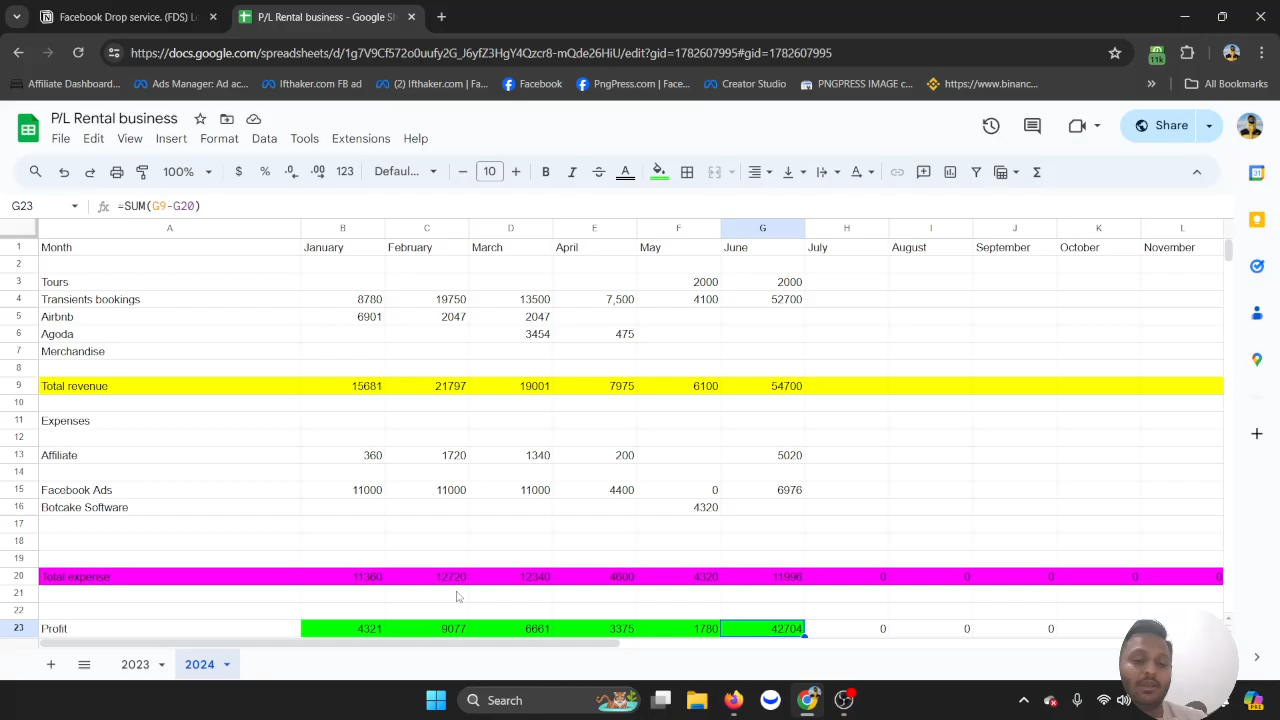 Facebook Drop service. (FDS) L
P/L Rental business - Google Sh
https://docs.google.com/spreadsheets/d/1g7V9Cf572o0uufy2G_J6yfZ3HgY4Qzcr8-mQde26HiU/edit?gid=1782607995#gid=1782607995
11k
Affiliate Dashboard... Ads Manager: Ad ac... Ifthaker.com FB ad (2) Ifthaker.com | Fa... Facebook PngPress.com | Fac... Creator Studio PNGPRESS IMAGE c... https://www.binanc... » All Bookmarks
P/L Rental business
Share
File Edit View Insert Format Data Tools Extensions Help
100% $ % .0 .00 123 Defaul... 10 B I S A
G23 fx =SUM(G9-G20)
A B C D E F G H I J K L
1 Month January February March April May June July August September October November
2
3 Tours 2000 2000
4 Transients bookings 8780 19750 13500 7,500 4100 52700
5 Airbnb 6901 2047 2047
6 Agoda 3454 475
7 Merchandise
8
9 Total revenue 15681 21797 19001 7975 6100 54700
10
11 Expenses
12
13 Affiliate 360 1720 1340 200 5020
14
15 Facebook Ads 11000 11000 11000 4400 0 6976
16 Botcake Software 4320
17
18
19
20 Total expense 11360 12720 12340 4600 4320 11996 0 0 0 0 0
21
22
23 Profit 4321 9077 6661 3375 1780 42704 0 0 0
2023 2024
Search